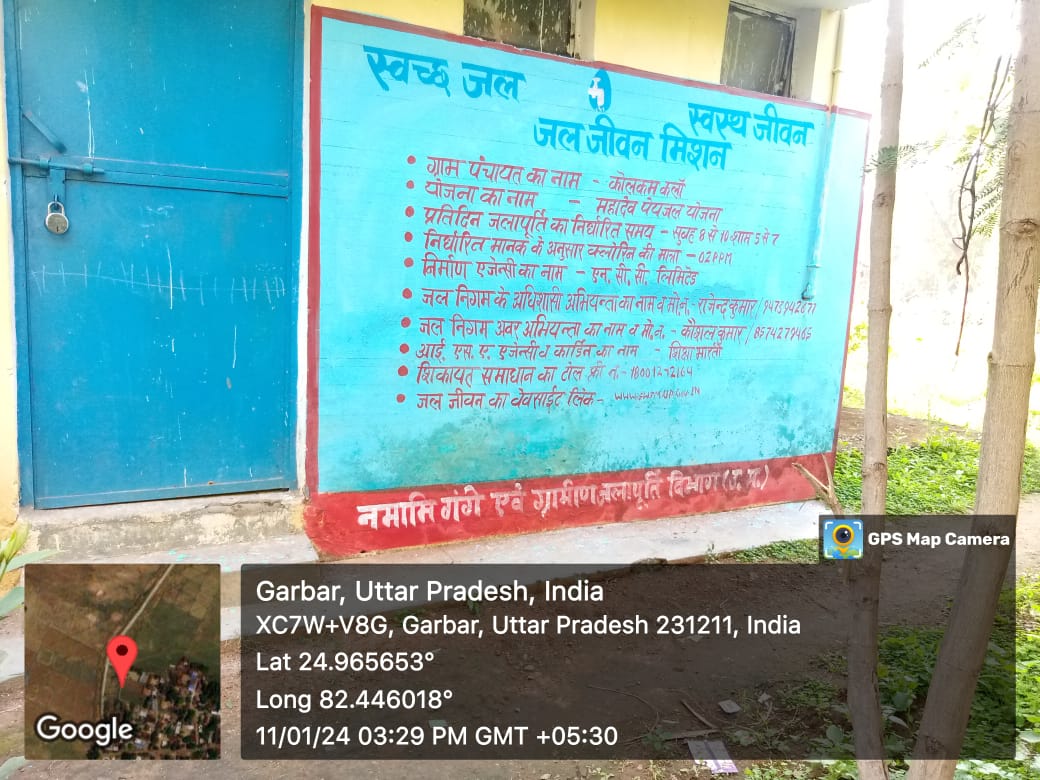 स्वच्छ जल
स्वस्थ जीवन
जल जीवन मिशन
• ग्राम पंचायत का नाम - कोलकम कलाँ
• योजना का नाम - महादेव पेयजल योजना
• प्रतिदिन जलापूर्ति का निर्धारित समय - सुबह 8 से 10 शाम 5 से 7
• निर्धारित मानक के अनुसार क्लोरिन की मात्रा - 02 PPM
• निर्माण एजेन्सी का नाम - एन. सी. सी. लिमिटेड
• जल निगम के अधिशासी अभियन्ता का नाम व मो.नं. - राजेन्द्र कुमार / 9473942671
• जल निगम अवर अभियन्ता का नाम व मो.नं. - कौशल कुमार / 8574279465
• आई. एस. ए. एजेन्सी व कार्डिन का नाम - शिक्षा भारती
• शिकायत समाधान का टोल फ्री नं. - 18001212164
• जल जीवन का वेवसाईट लिंक -
नमामि गंगे एवं ग्रामीण जलापूर्ति विभाग (उ.प्र.)
GPS Map Camera
Garbar, Uttar Pradesh, India
XC7W+V8G, Garbar, Uttar Pradesh 231211, India
Lat 24.965653°
Long 82.446018°
11/01/24 03:29 PM GMT +05:30
Google